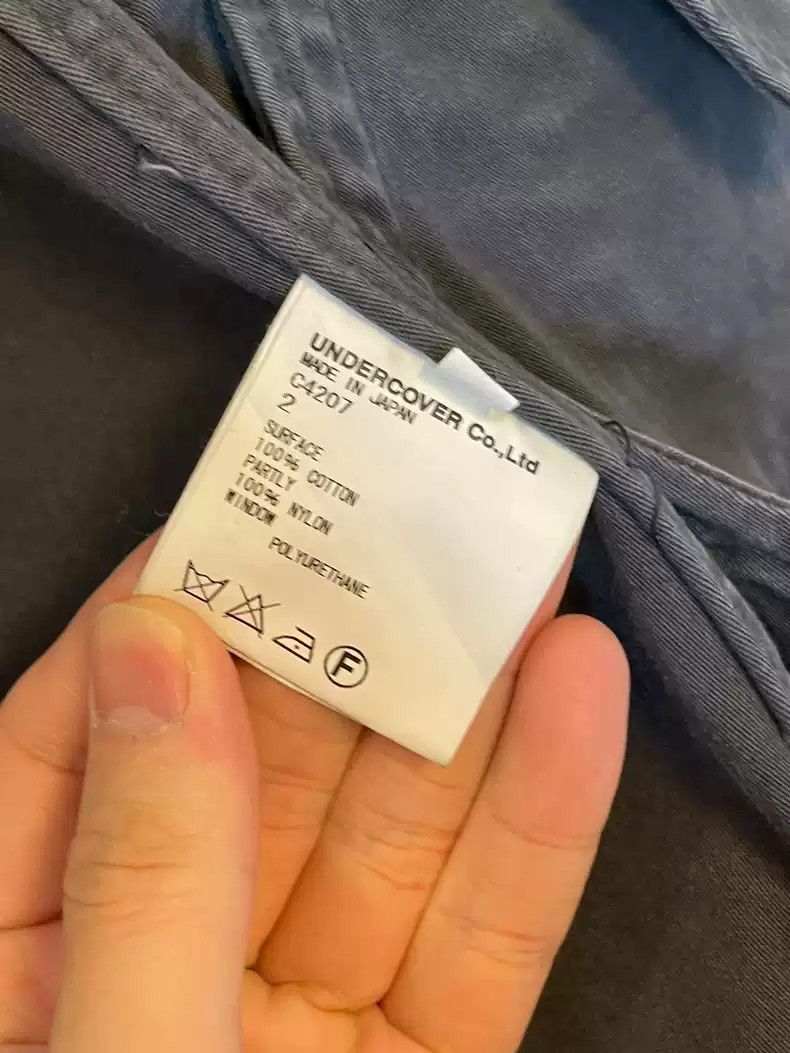 UNDERCOVER Co.,Ltd
MADE IN JAPAN
C4207
2
SURFACE
100% COTTON
PARTLY
100% NYLON
WINDOW
POLYURETHANE
F